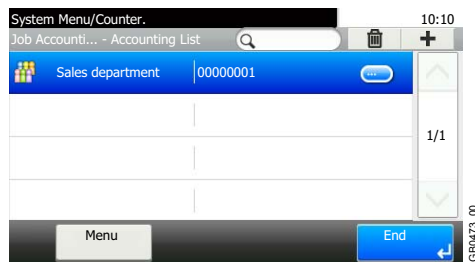 System Menu/Counter. 10:10
Job Accounti... - Accounting List
Sales department 00000001
1/1
Menu End
GB0473_00